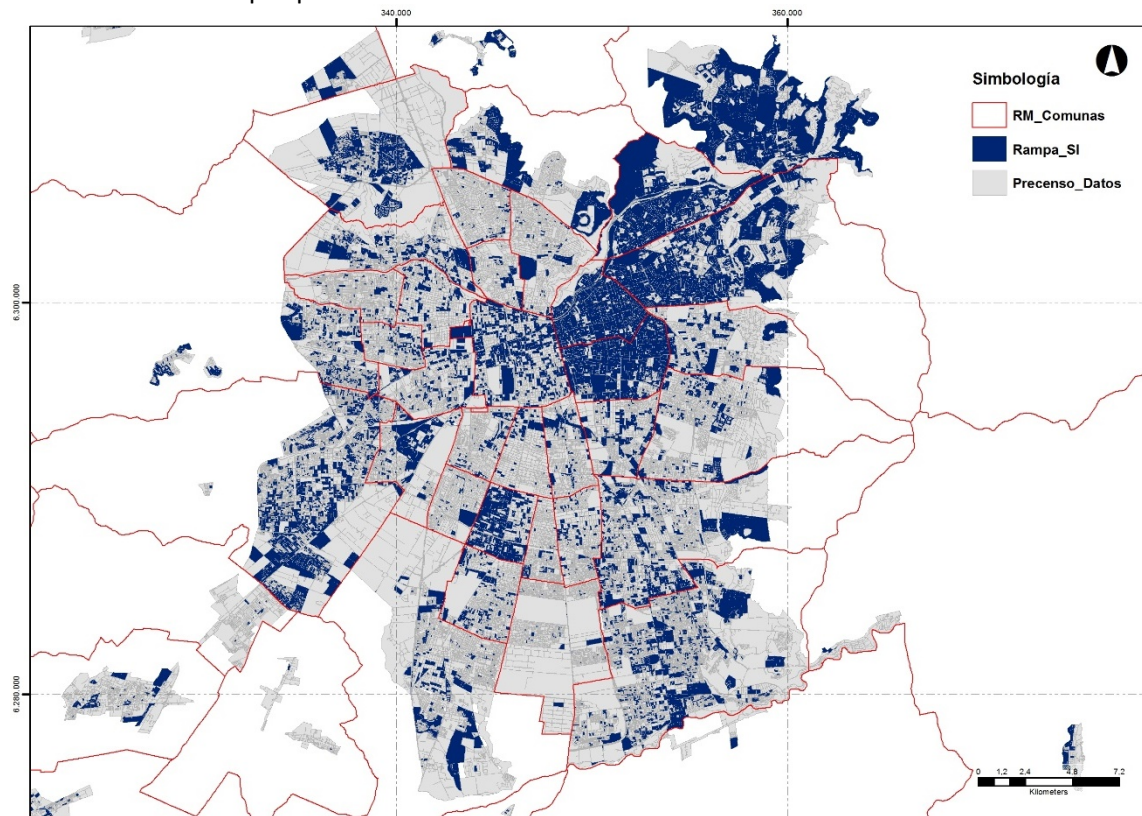 340.000
360.000
Simbología
RM_Comunas
Rampa_SI
Precenso_Datos
6.300.000
6.280.000
0 1,2 2,4 4,8 7,2
Kilometers